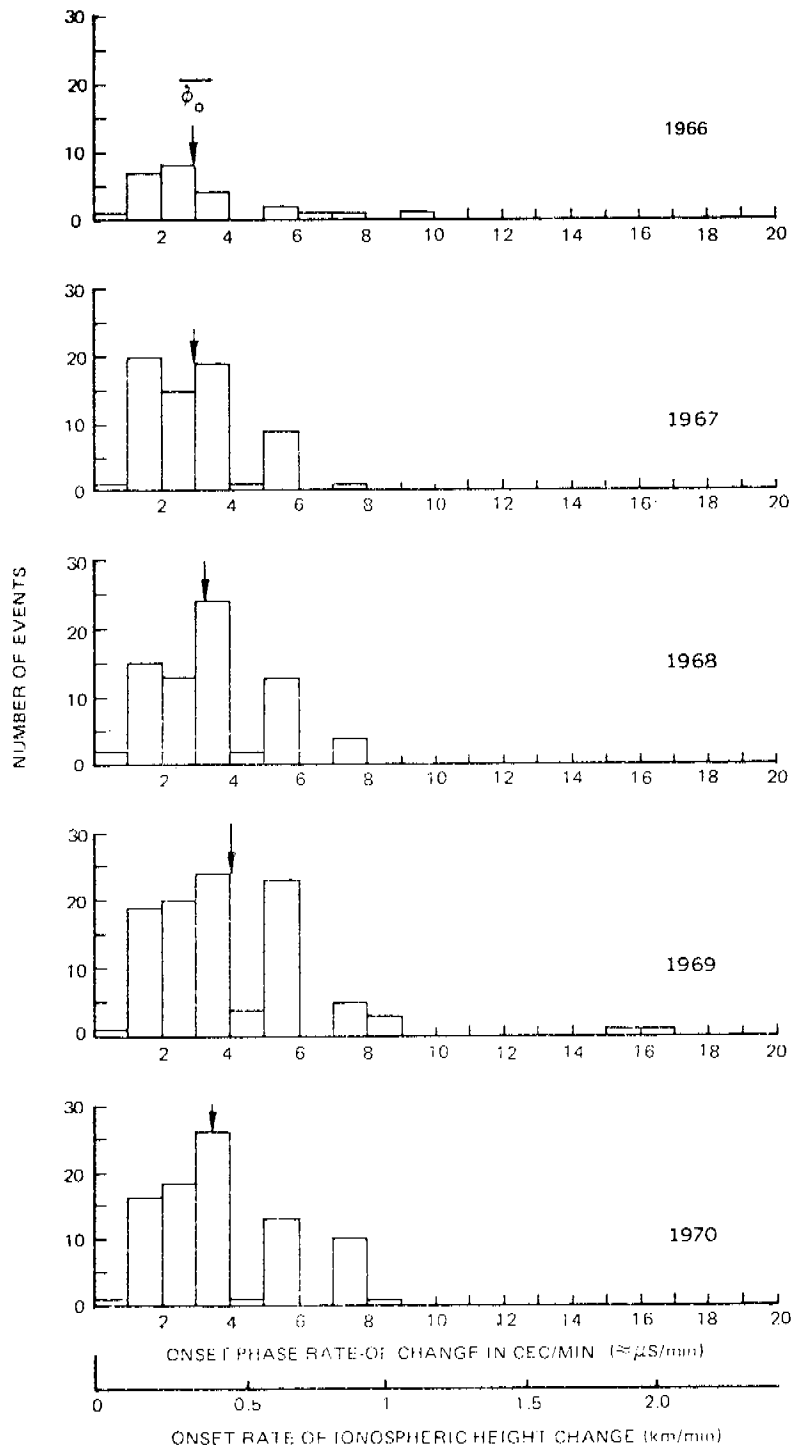 30
20
10
0
φ̇₀
1966
2 4 6 8 10 12 14 16 18 20
30
20
10
0
1967
2 4 6 8 10 12 14 16 18 20
NUMBER OF EVENTS
30
20
10
0
1968
2 4 6 8 10 12 14 16 18 20
30
20
10
0
1969
2 4 6 8 10 12 14 16 18 20
30
20
10
0
1970
2 4 6 8 10 12 14 16 18 20
ONSET PHASE RATE-OF CHANGE IN CEC/MIN (≈μS/min)
0 0.5 1 1.5 2.0
ONSET RATE OF IONOSPHERIC HEIGHT CHANGE (km/min)